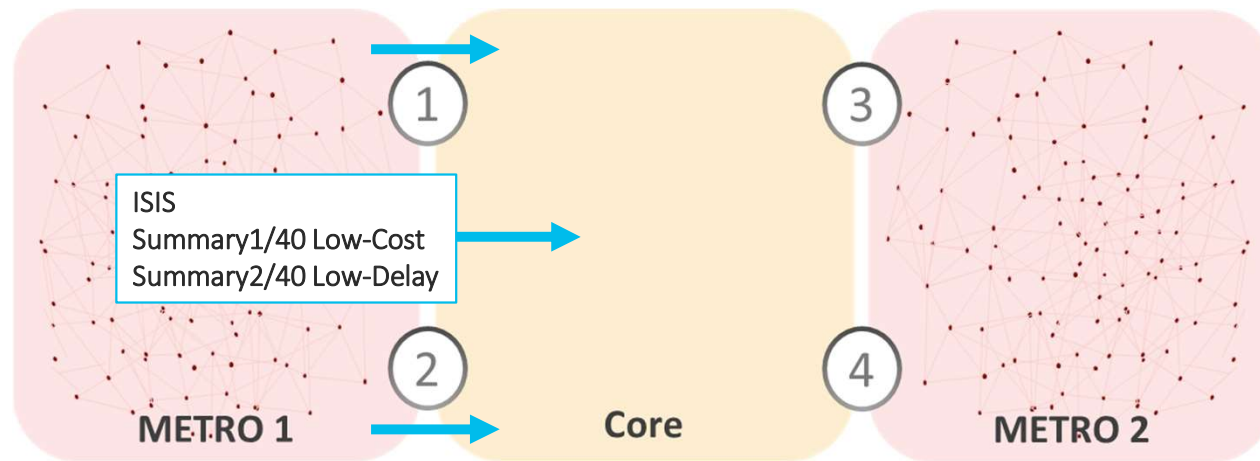 1
3
ISIS
Summary1/40 Low-Cost
Summary2/40 Low-Delay
2
4
METRO 1
Core
METRO 2